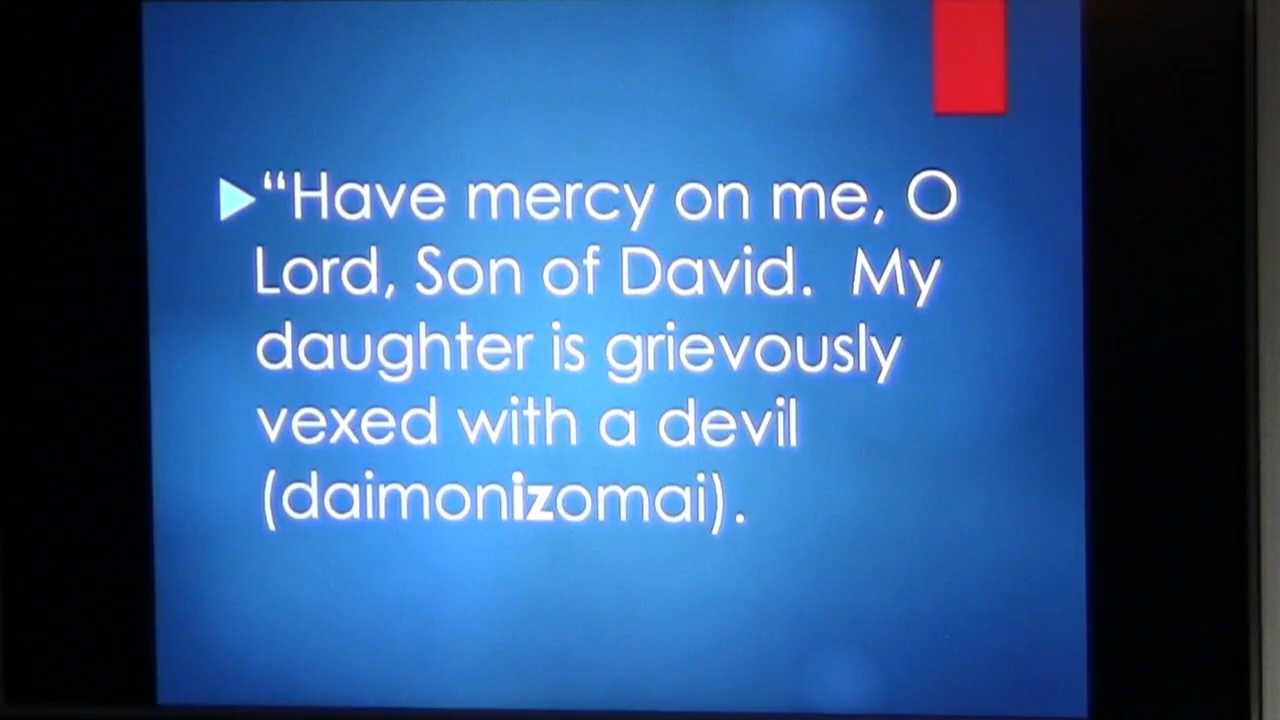 “Have mercy on me, O
Lord, Son of David.  My
daughter is grievously
vexed with a devil
(daimonizomai).